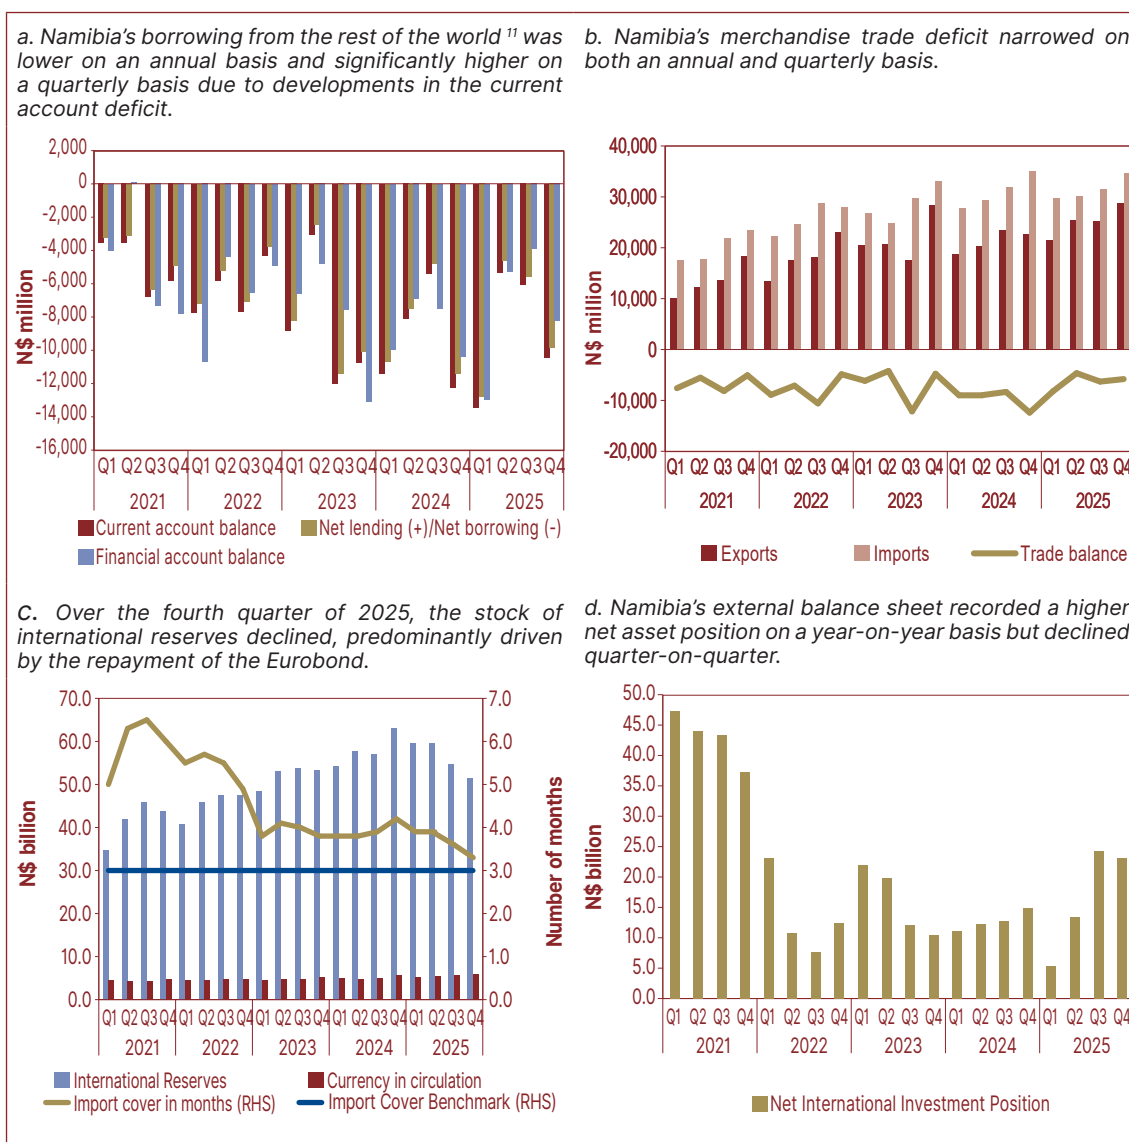 a. Namibia's borrowing from the rest of the world 11 was
lower on an annual basis and significantly higher on
a quarterly basis due to developments in the current
account deficit.
2,000
0
-2,000
-4,000
-6,000
-8,000
-10,000
-12,000
-14,000
-16,000
N$ million
Q1 Q2 Q3 Q4 Q1 Q2 Q3 Q4 Q1 Q2 Q3 Q4 Q1 Q2 Q3 Q4 Q1 Q2 Q3 Q4
2021 2022 2023 2024 2025
Current account balance Net lending (+)/Net borrowing (-)
Financial account balance
b. Namibia's merchandise trade deficit narrowed on
both an annual and quarterly basis.
40,000
30,000
20,000
10,000
0
-10,000
-20,000
N$ million
Q1 Q2 Q3 Q4 Q1 Q2 Q3 Q4 Q1 Q2 Q3 Q4 Q1 Q2 Q3 Q4 Q1 Q2 Q3 Q4
2021 2022 2023 2024 2025
Exports Imports Trade balance
c. Over the fourth quarter of 2025, the stock of
international reserves declined, predominantly driven
by the repayment of the Eurobond.
70.0
60.0
50.0
40.0
30.0
20.0
10.0
0.0
N$ billion
7.0
6.0
5.0
4.0
3.0
2.0
1.0
0.0
Number of months
Q1 Q2 Q3 Q4 Q1 Q2 Q3 Q4 Q1 Q2 Q3 Q4 Q1 Q2 Q3 Q4 Q1 Q2 Q3 Q4
2021 2022 2023 2024 2025
International Reserves Currency in circulation
Import cover in months (RHS) Import Cover Benchmark (RHS)
d. Namibia's external balance sheet recorded a higher
net asset position on a year-on-year basis but declined
quarter-on-quarter.
50.0
45.0
40.0
35.0
30.0
25.0
20.0
15.0
10.0
5.0
0.0
N$ billion
Q1 Q2 Q3 Q4 Q1 Q2 Q3 Q4 Q1 Q2 Q3 Q4 Q1 Q2 Q3 Q4 Q1 Q2 Q3 Q4
2021 2022 2023 2024 2025
Net International Investment Position